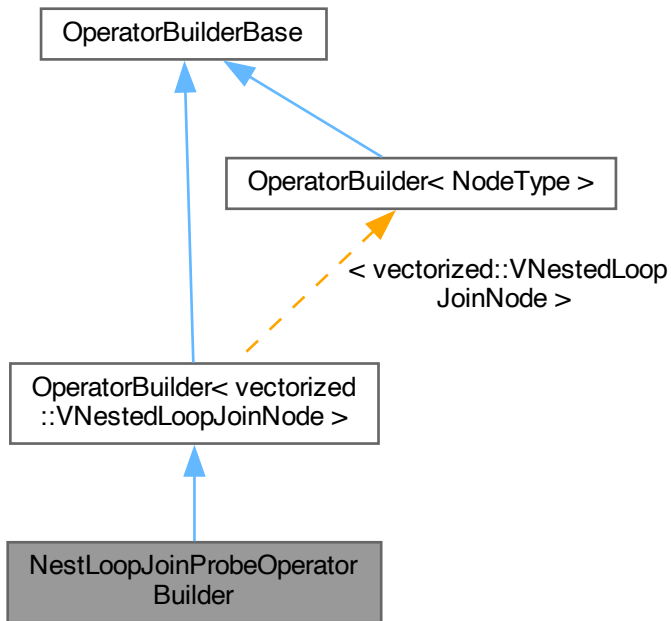 OperatorBuilderBase
OperatorBuilder< NodeType >
< vectorized::VNestedLoop
JoinNode >
OperatorBuilder< vectorized
::VNestedLoopJoinNode >
NestLoopJoinProbeOperator
Builder